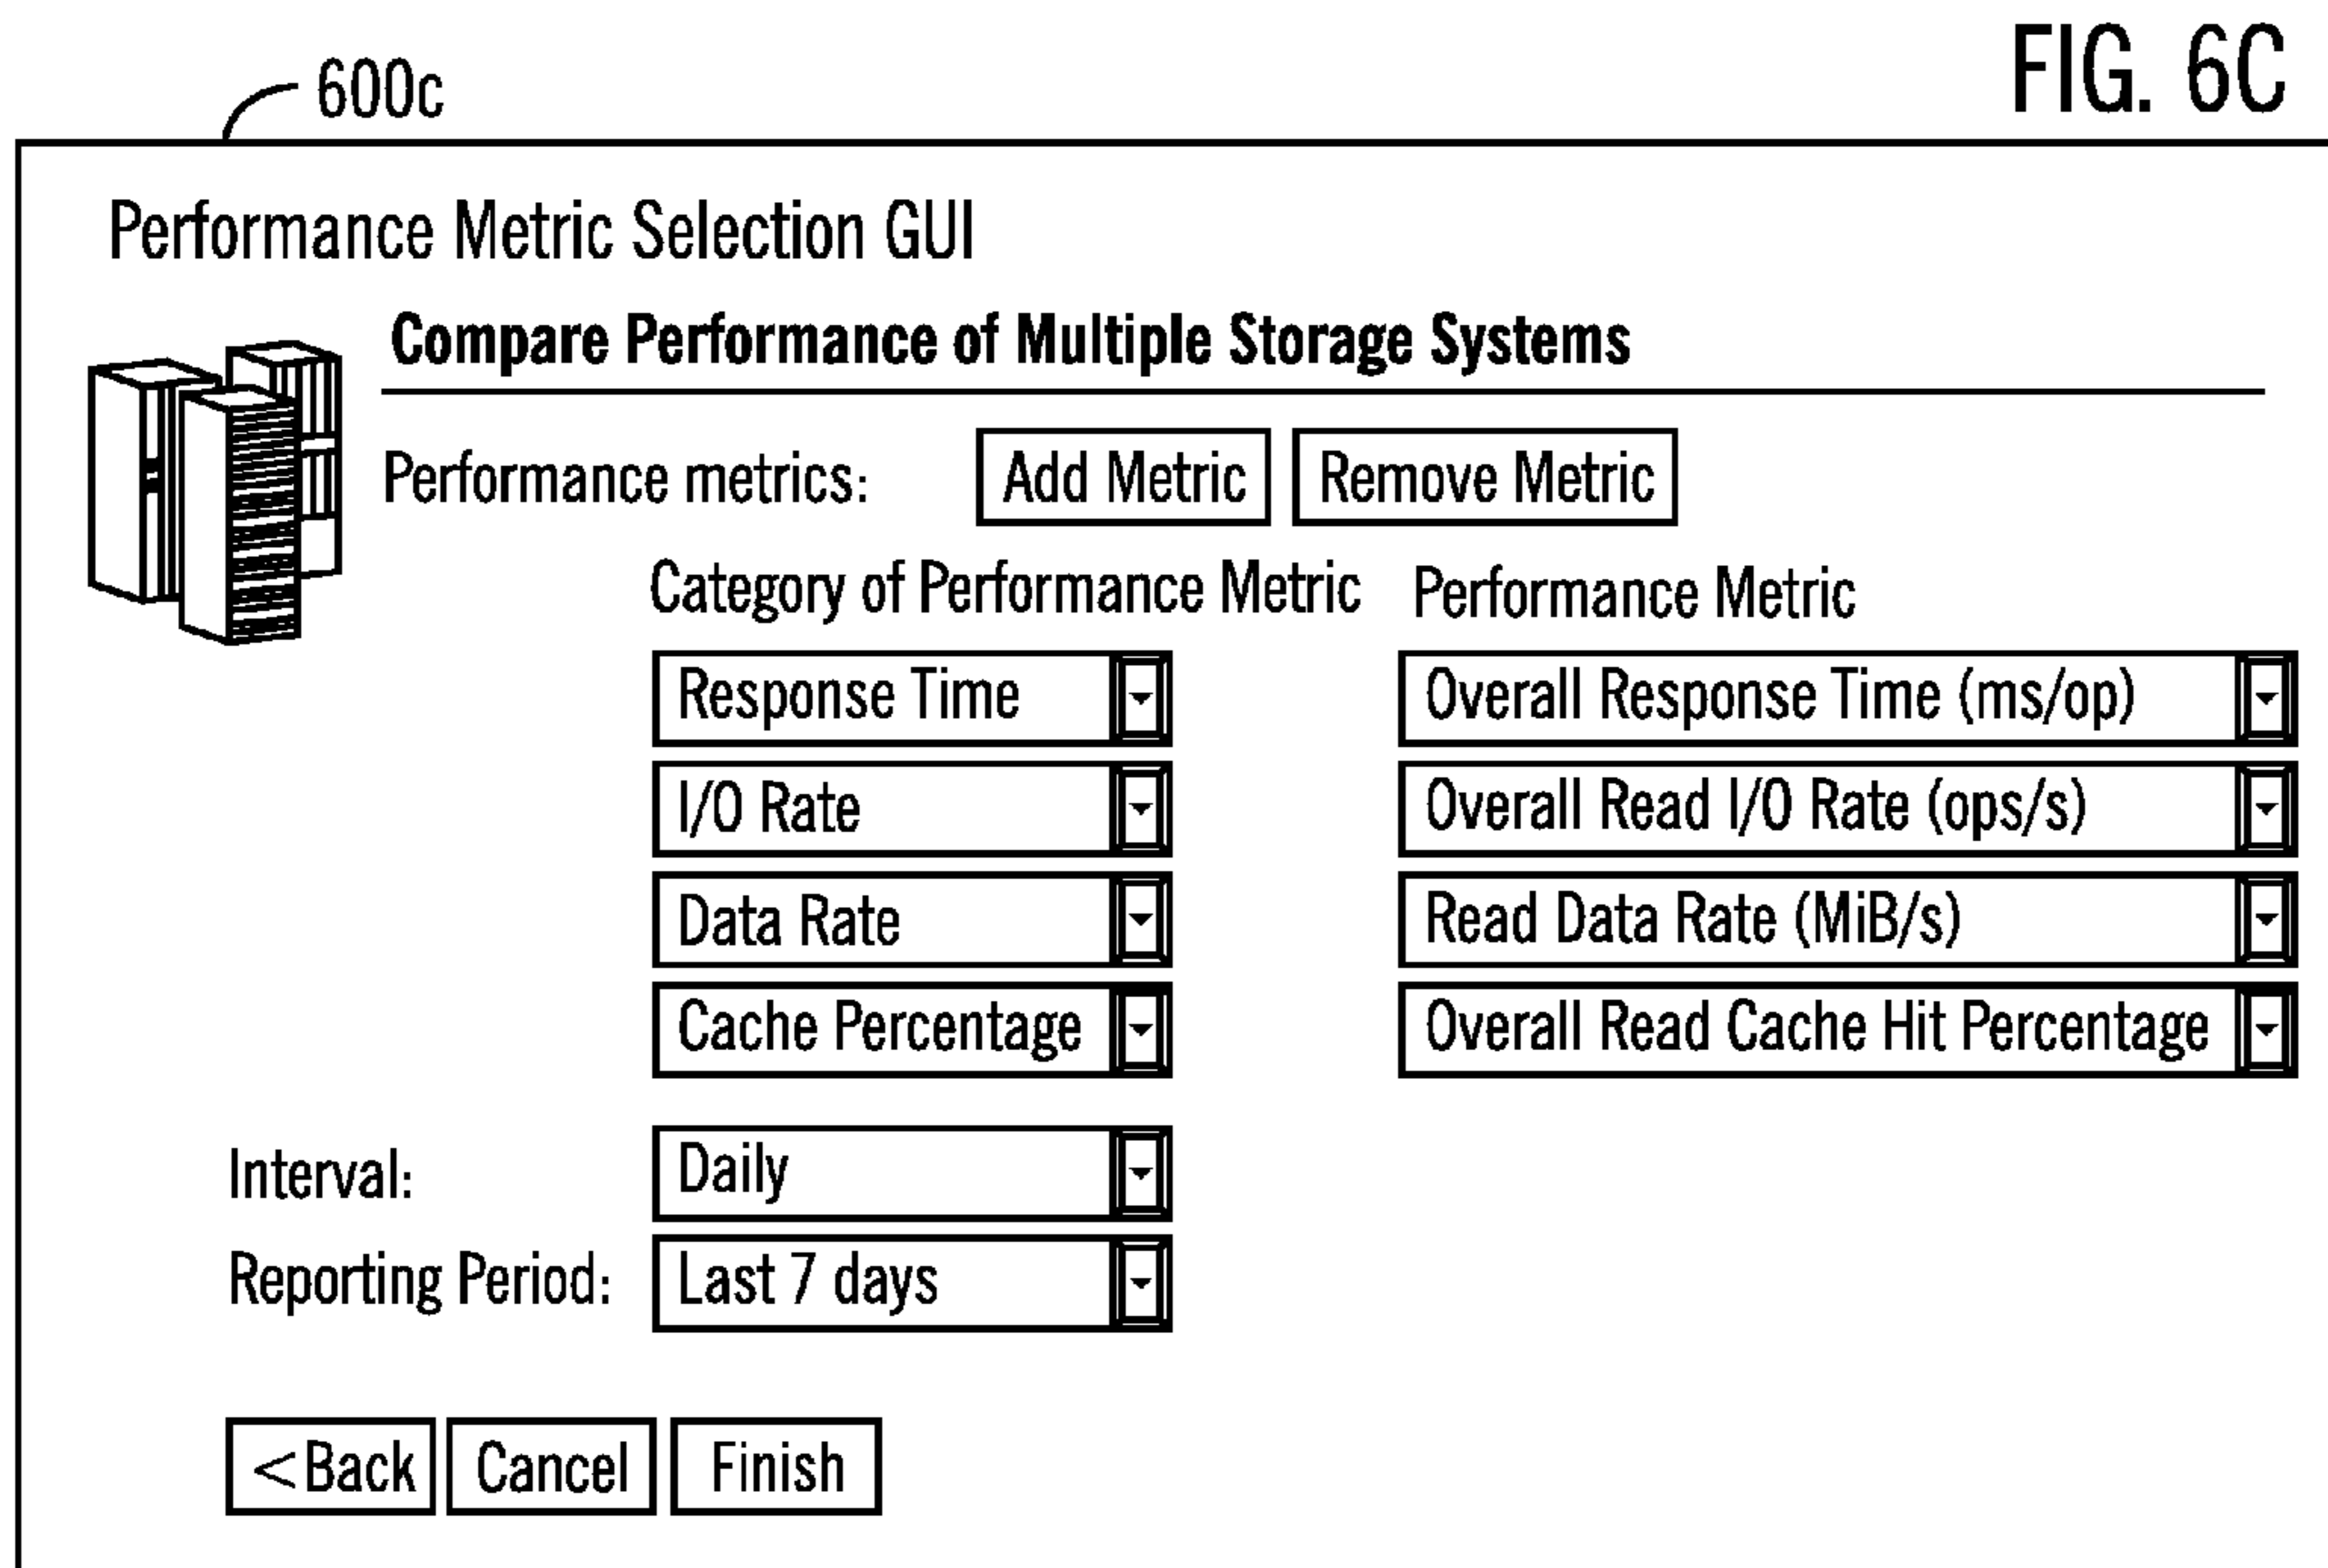 FIG. 6C
600c
Performance Metric Selection GUI
Compare Performance of Multiple Storage Systems
Performance metrics: Add Metric Remove Metric
Category of Performance Metric Performance Metric
Response Time Overall Response Time (ms/op)
I/O Rate Overall Read I/O Rate (ops/s)
Data Rate Read Data Rate (MiB/s)
Cache Percentage Overall Read Cache Hit Percentage
Interval: Daily
Reporting Period: Last 7 days
<Back Cancel Finish